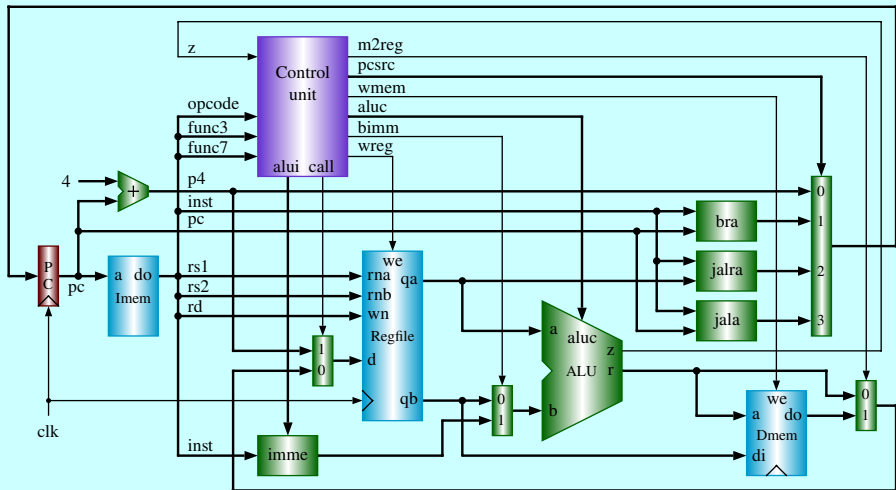 z
m2reg
pcsrc
Control
unit
wmem
opcode
aluc
func3
bimm
func7
wreg
alui call
4
+
p4
0
inst
pc
bra
1
P
C
pc
a do
Imem
rs1
rs2
rd
we
rna
qa
rnb
wn
Regfile
d
qb
1
0
jalra
2
jala
3
a
aluc
z
ALU
r
b
0
1
we
a do
Dmem
di
0
1
clk
inst
imme